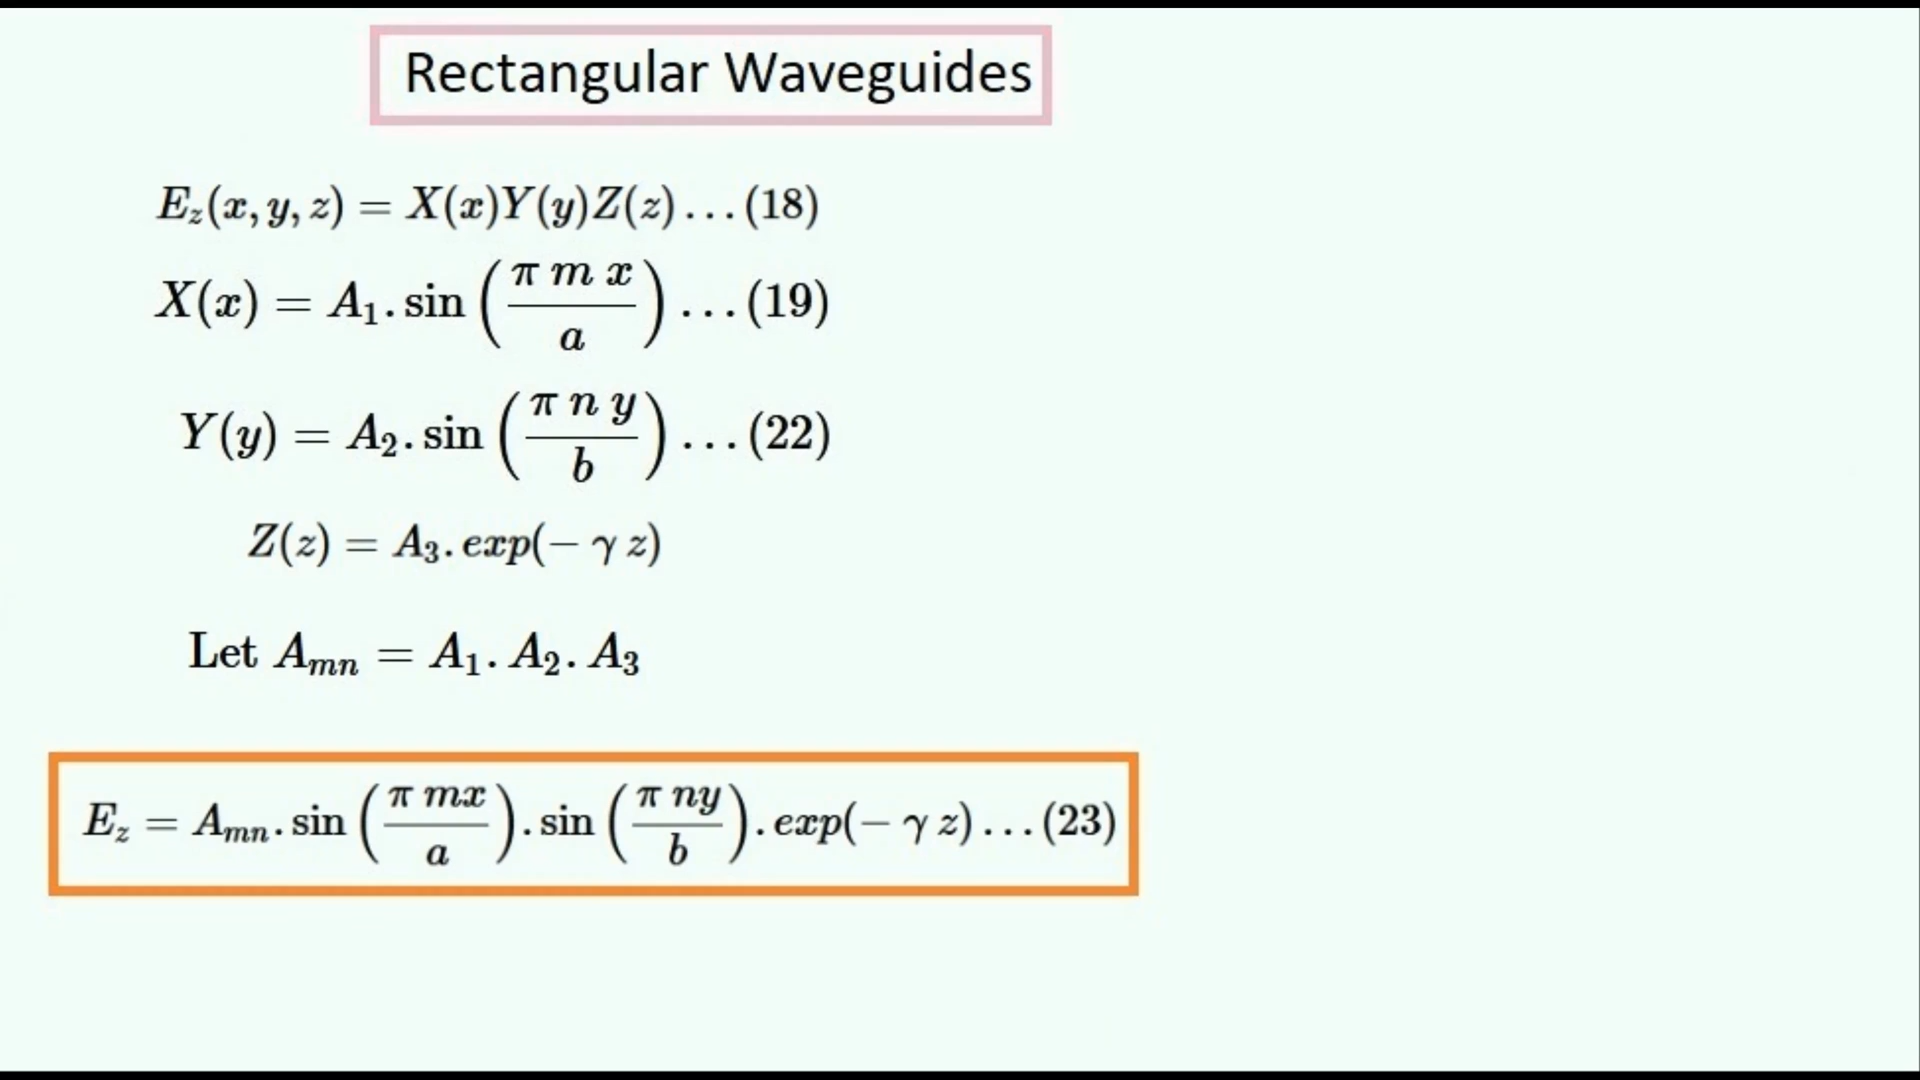 Rectangular Waveguides
E_z(x, y, z) = X(x)Y(y)Z(z) … (18)
X(x) = A_1 . sin(π m x / a) … (19)
Y(y) = A_2 . sin(π n y / b) … (22)
Z(z) = A_3 . exp(− γ z)
Let A_mn = A_1 . A_2 . A_3
E_z = A_mn . sin(π mx / a) . sin(π ny / b) . exp(− γ z) … (23)